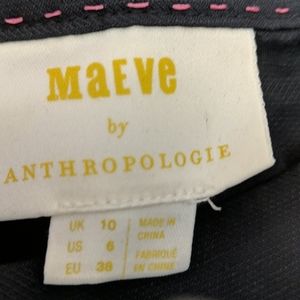 MaEVe
by
ANTHROPOLOGIE
UK 10
US 6
EU 38
MADE IN
CHINA
FABRIQUÉ
EN CHINE